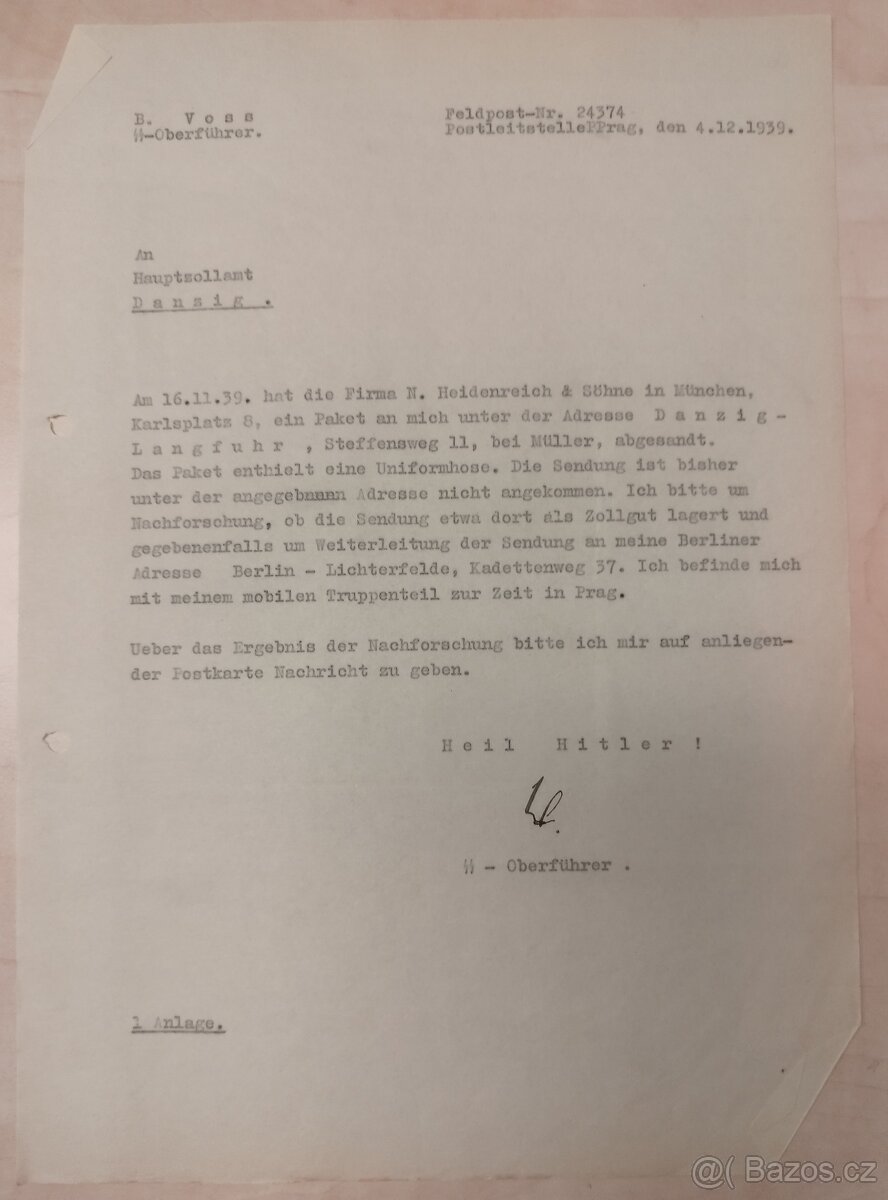 B. V o s s
Feldpost-Nr. 24374
ᛋᛋ-Oberführer.
PostleitstellePPrag, den 4.12.1939.
An
Hauptzollamt
D a n z i g .
Am 16.11.39. hat die Firma N. Heidenreich & Söhne in München,
Karlsplatz 8, ein Paket an mich unter der Adresse D a n z i g -
L a n g f u h r , Steffensweg 11, bei Müller, abgesandt.
Das Paket enthielt eine Uniformhose. Die Sendung ist bisher
unter der angegebnnnn Adresse nicht angekommen. Ich bitte um
Nachforschung, ob die Sendung etwa dort als Zollgut lagert und
gegebenenfalls um Weiterleitung der Sendung an meine Berliner
Adresse Berlin - Lichterfelde, Kadettenweg 37. Ich befinde mich
mit meinem mobilen Truppenteil zur Zeit in Prag.
Ueber das Ergebnis der Nachforschung bitte ich mir auf anliegen-
der Postkarte Nachricht zu geben.
H e i l H i t l e r !
ᛋᛋ - Oberführer .
1 Anlage.
@( Bazoš.cz